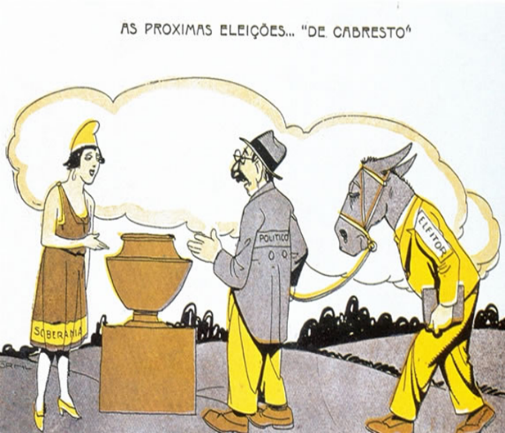 AS PROXIMAS ELEIÇÕES... "DE CABRESTO"
SOBERANIA
POLITICO
ELEITOR